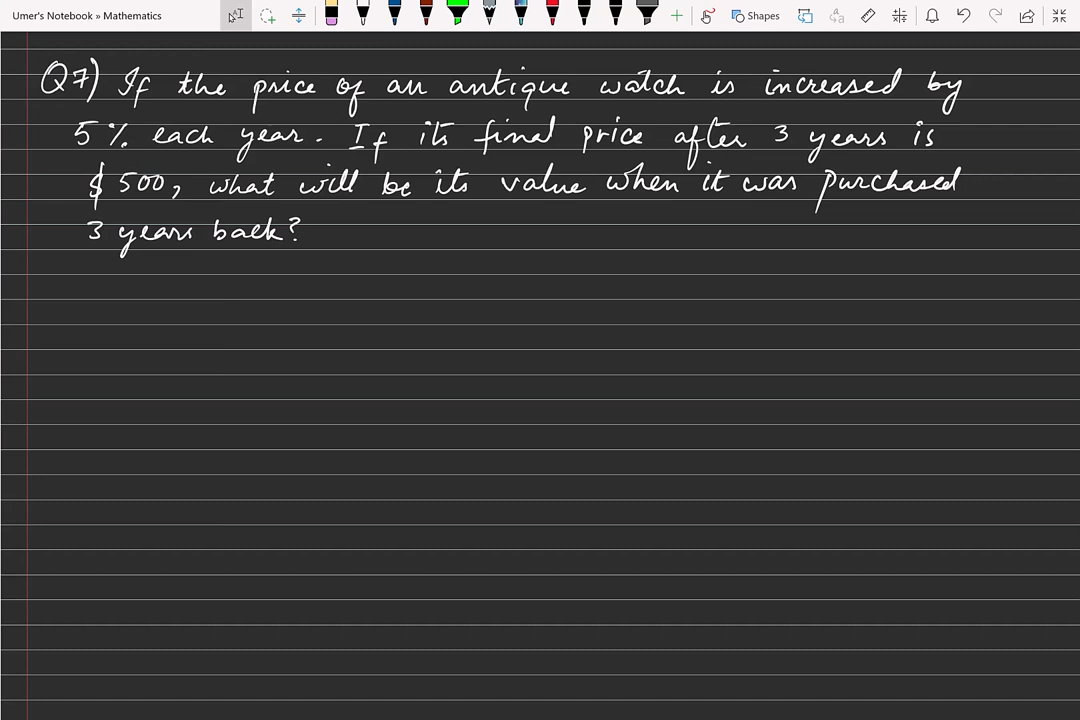 Umer's Notebook » Mathematics
Shapes
Q7) If the price of an antique watch is increased by
5% each year. If its final price after 3 years is
$ 500, what will be its value when it was purchased
3 years back?